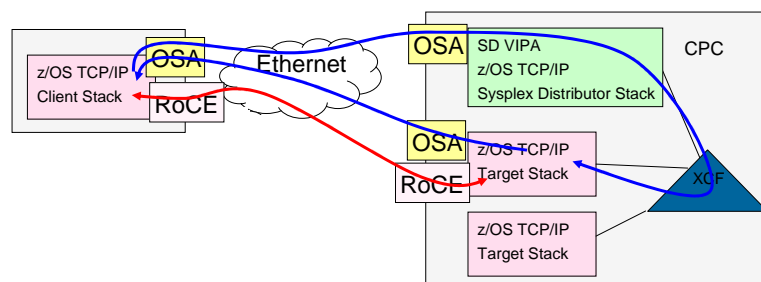 OSA
z/OS TCP/IP
Client Stack
RoCE
Ethernet
OSA
SD VIPA
z/OS TCP/IP
Sysplex Distributor Stack
CPC
OSA
z/OS TCP/IP
Target Stack
RoCE
XCF
z/OS TCP/IP
Target Stack